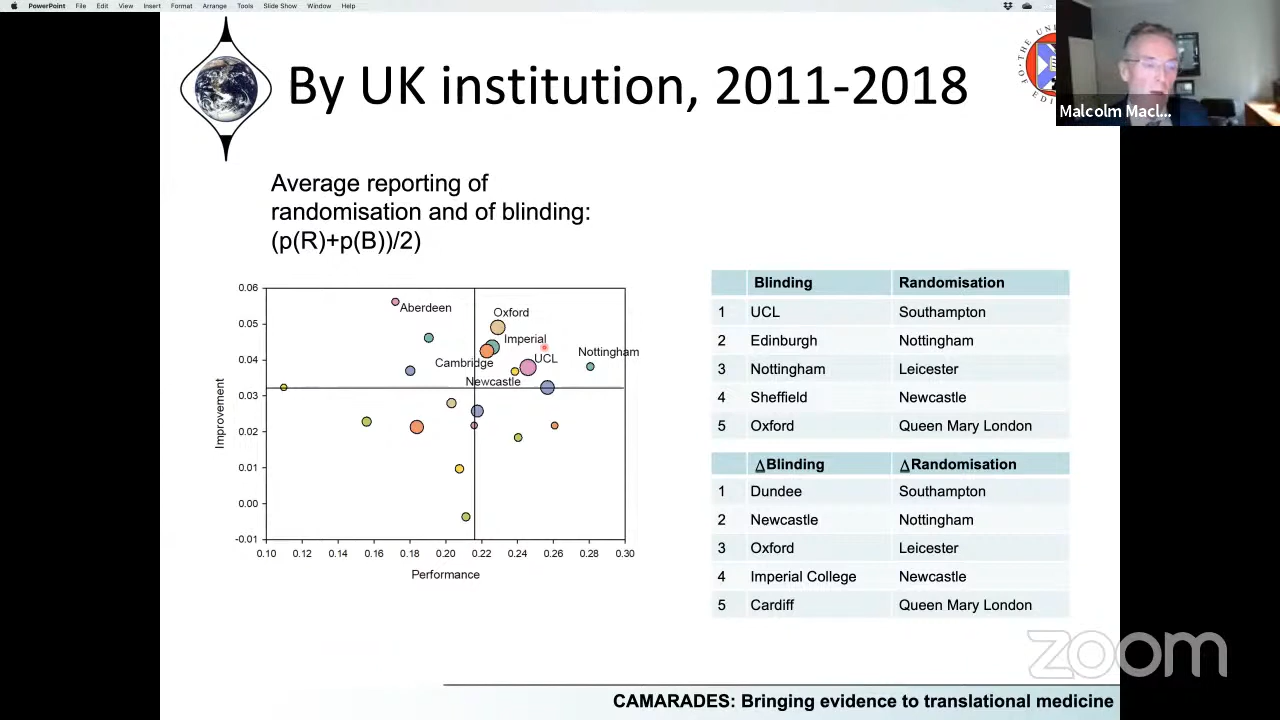 PowerPoint File Edit View Insert Format Arrange Tools Slide Show Window Help
By UK institution, 2011-2018
Malcolm Macl...
Average reporting of
randomisation and of blinding:
(p(R)+p(B))/2)
0.06
0.05
0.04
0.03
0.02
0.01
0.00
-0.01
Improvement
Aberdeen
Oxford
Imperial
Cambridge
UCL
Nottingham
Newcastle
0.10 0.12 0.14 0.16 0.18 0.20 0.22 0.24 0.26 0.28 0.30
Performance
Blinding Randomisation
1 UCL Southampton
2 Edinburgh Nottingham
3 Nottingham Leicester
4 Sheffield Newcastle
5 Oxford Queen Mary London
ΔBlinding ΔRandomisation
1 Dundee Southampton
2 Newcastle Nottingham
3 Oxford Leicester
4 Imperial College Newcastle
5 Cardiff Queen Mary London
zoom
CAMARADES: Bringing evidence to translational medicine